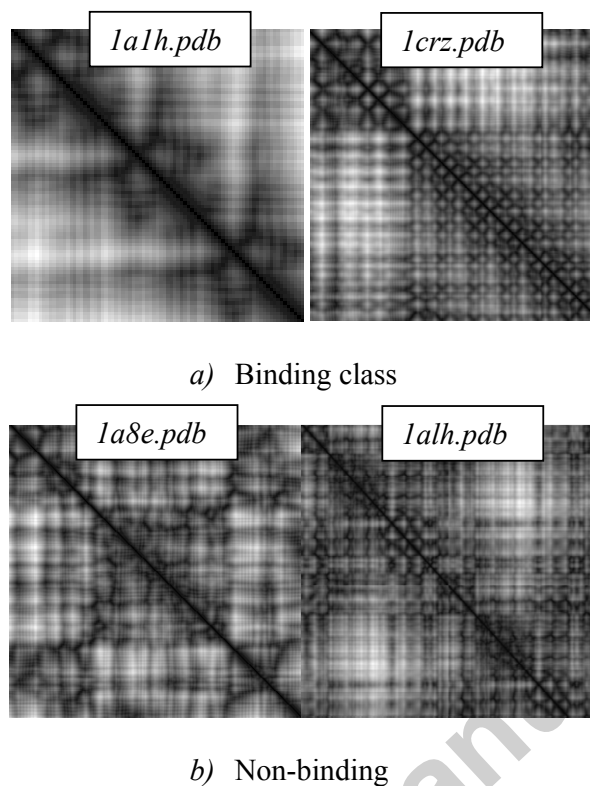 1a1h.pdb
1crz.pdb
a) Binding class
1a8e.pdb
1alh.pdb
b) Non-binding